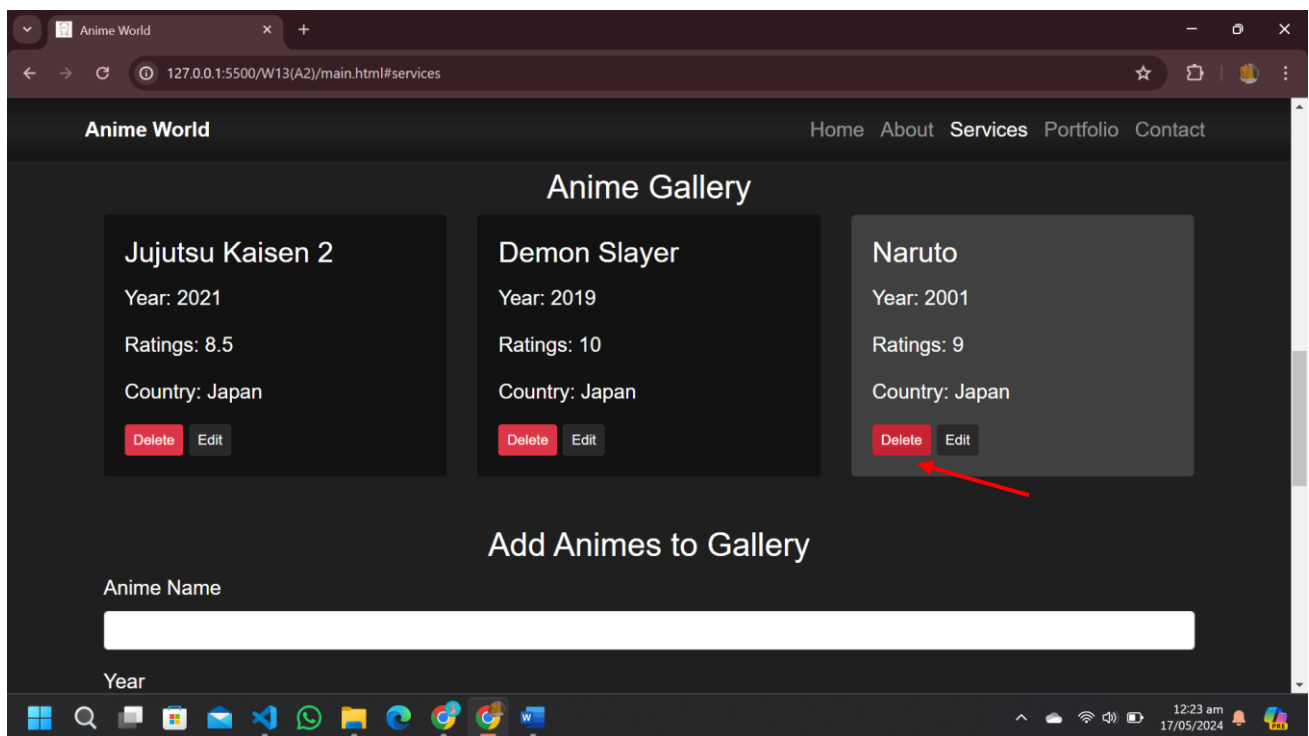 Anime World
127.0.0.1:5500/W13(A2)/main.html#services
Anime World Home About Services Portfolio Contact
Anime Gallery
Jujutsu Kaisen 2
Year: 2021
Ratings: 8.5
Country: Japan
Delete Edit
Demon Slayer
Year: 2019
Ratings: 10
Country: Japan
Delete Edit
Naruto
Year: 2001
Ratings: 9
Country: Japan
Delete Edit
Add Animes to Gallery
Anime Name
Year
12:23 am
17/05/2024